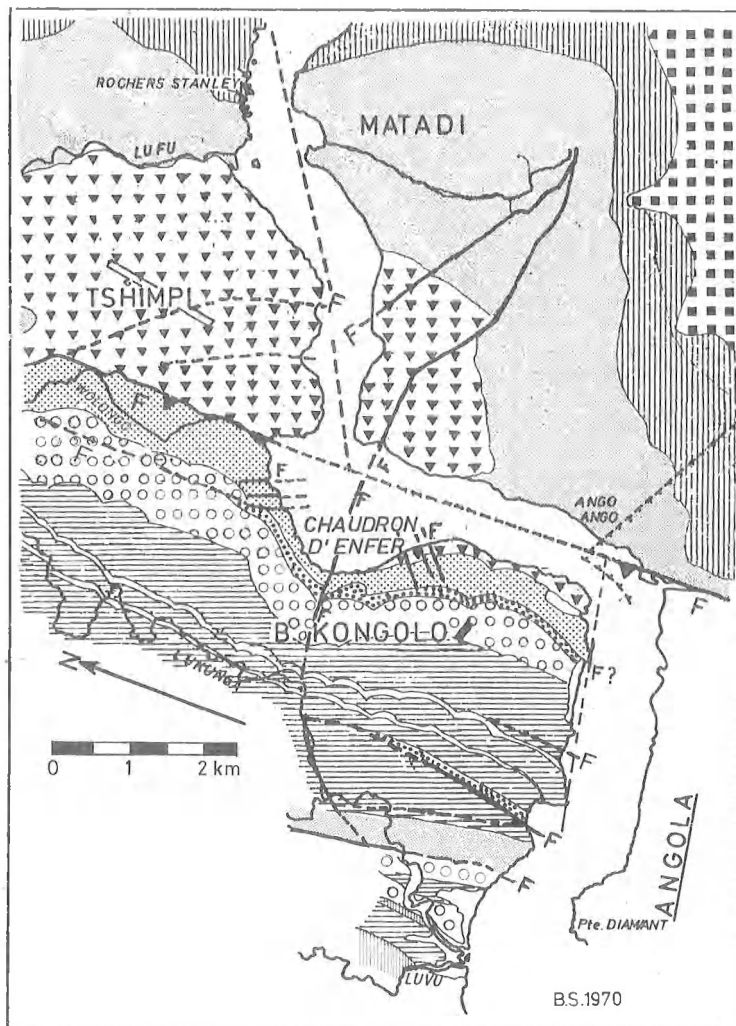 ROCHERS STANLEY
MATADI
LUFU
TSHIMPI
F
F
F
F
F
F
F
ANGO
ANGO
CHAUDRON
D'ENFER
F
F
B. KONGOLO
N
LUKUNGA
F?
F
0 1 2 km
F
F
ANGOLA
Pte. DIAMANT
LUVU
B.S.1970